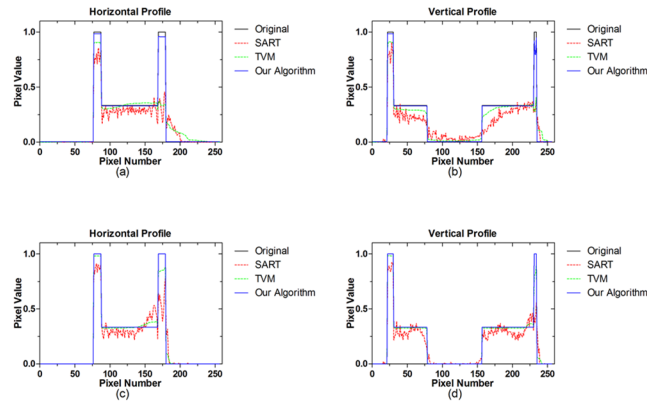 Horizontal Profile
Pixel Value
1.0
0.5
0.0
0 50 100 150 200 250
Pixel Number
(a)
Original
SART
TVM
Our Algorithm
Vertical Profile
Pixel Value
1.0
0.5
0.0
0 50 100 150 200 250
Pixel Number
(b)
Original
SART
TVM
Our Algorithm
Horizontal Profile
Pixel Value
1.0
0.5
0.0
0 50 100 150 200 250
Pixel Number
(c)
Original
SART
TVM
Our Algorithm
Vertical Profile
Pixel Value
1.0
0.5
0.0
0 50 100 150 200 250
Pixel Number
(d)
Original
SART
TVM
Our Algorithm